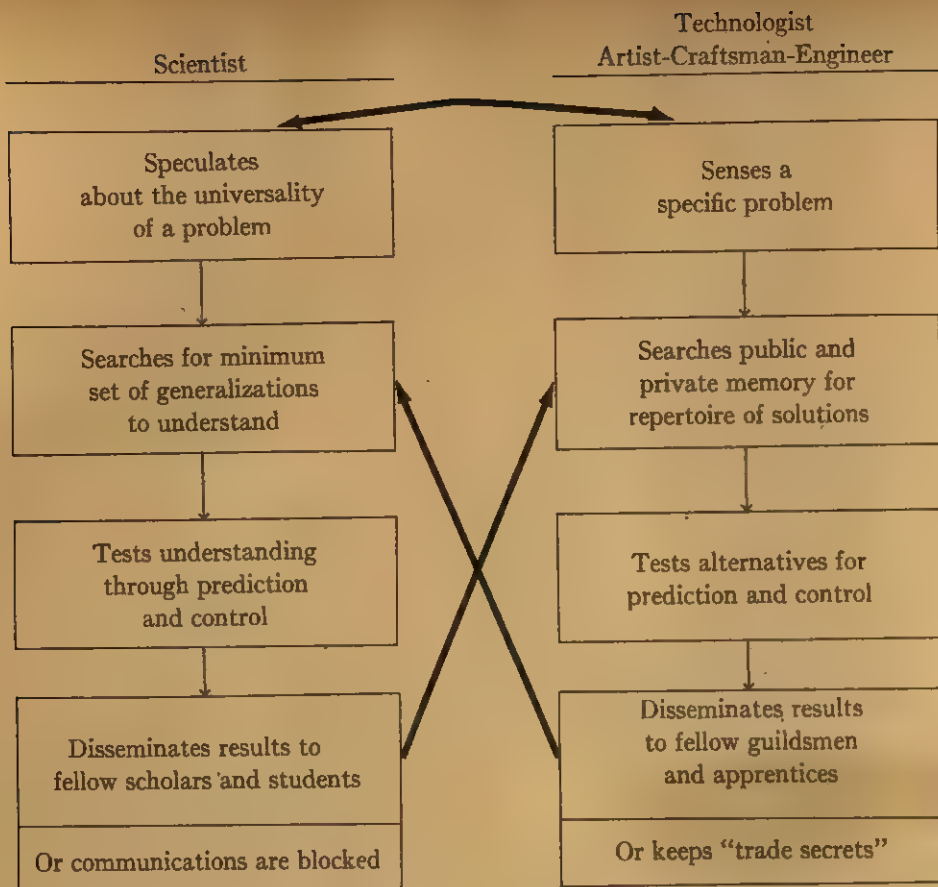 Scientist
Technologist
Artist-Craftsman-Engineer
Speculates
about the universality
of a problem
Senses a
specific problem
Searches for minimum
set of generalizations
to understand
Searches public and
private memory for
repertoire of solutions
Tests understanding
through prediction
and control
Tests alternatives for
prediction and control
Disseminates results to
fellow scholars and students
Or communications are blocked
Disseminates results
to fellow guildsmen
and apprentices
Or keeps “trade secrets”